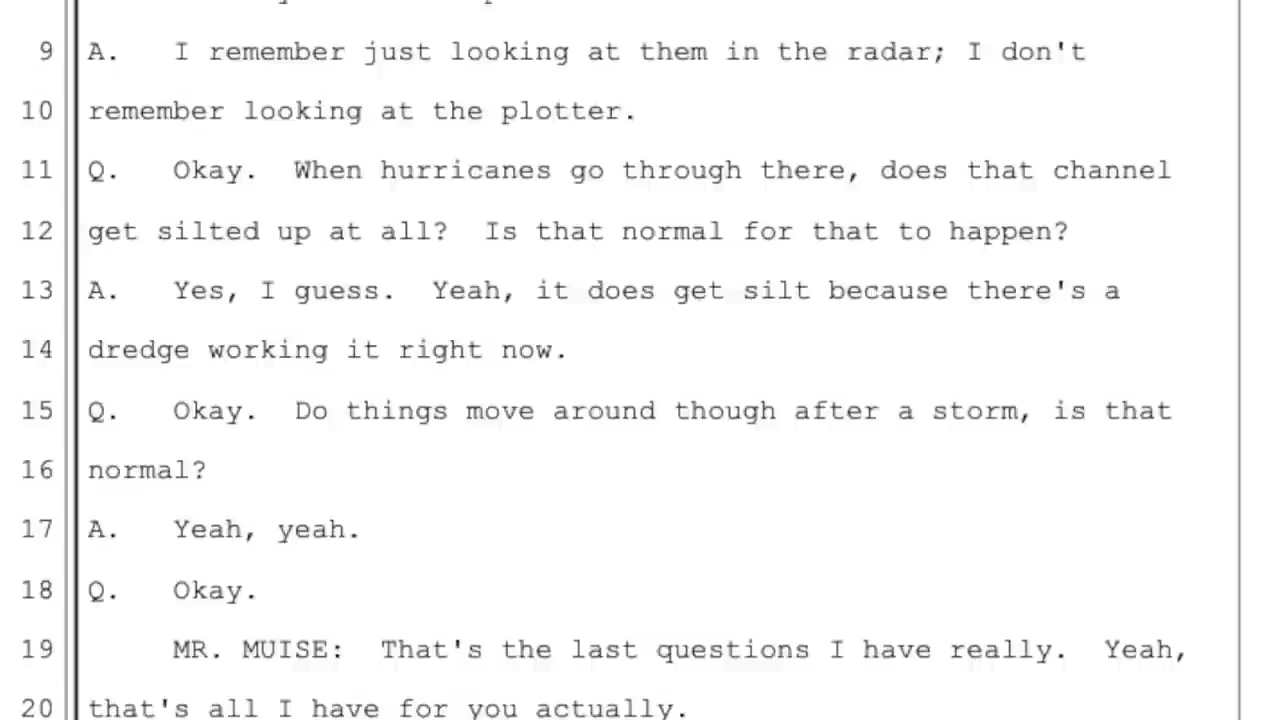 9 A. I remember just looking at them in the radar; I don't
10 remember looking at the plotter.
11 Q. Okay. When hurricanes go through there, does that channel
12 get silted up at all? Is that normal for that to happen?
13 A. Yes, I guess. Yeah, it does get silt because there's a
14 dredge working it right now.
15 Q. Okay. Do things move around though after a storm, is that
16 normal?
17 A. Yeah, yeah.
18 Q. Okay.
19 MR. MUISE: That's the last questions I have really. Yeah,
20 that's all I have for you actually.